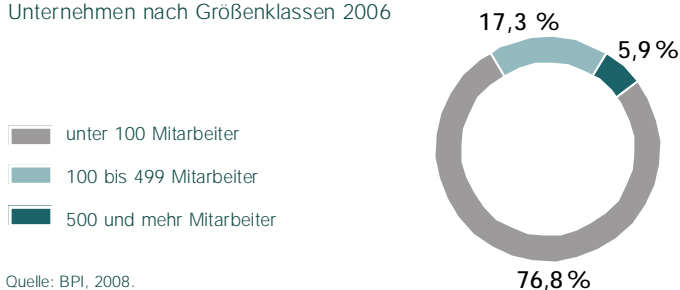 Unternehmen nach Größenklassen 2006
17,3 %
5,9 %
unter 100 Mitarbeiter
100 bis 499 Mitarbeiter
500 und mehr Mitarbeiter
76,8 %
Quelle: BPI, 2008.